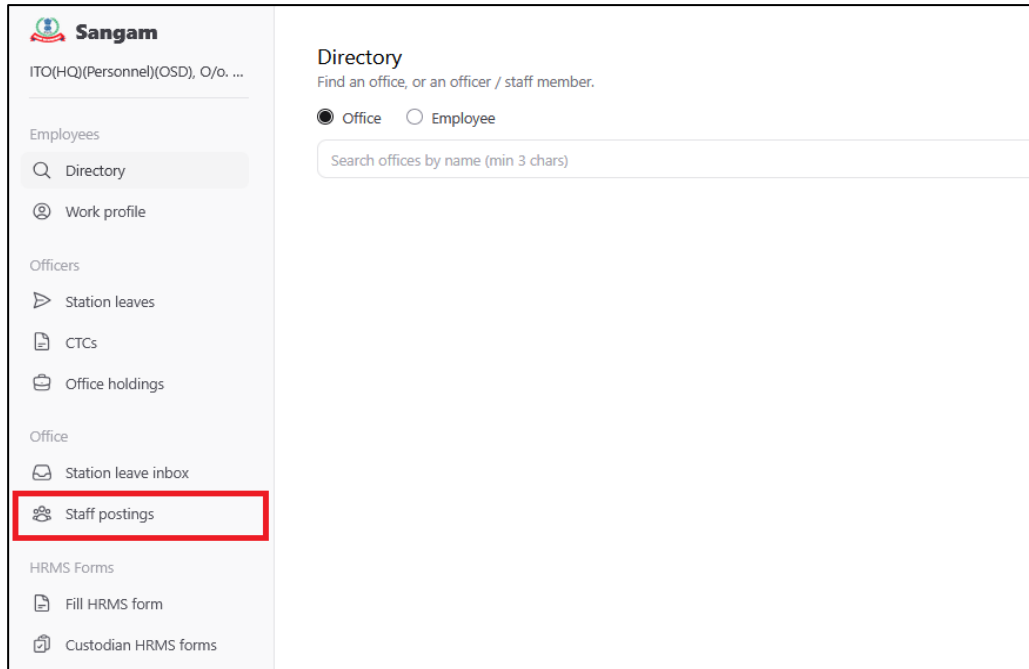 Sangam
ITO(HQ)(Personnel)(OSD), O/o. ...
Employees
Directory
Work profile
Officers
Station leaves
CTCs
Office holdings
Office
Station leave inbox
Staff postings
HRMS Forms
Fill HRMS form
Custodian HRMS forms
Directory
Find an office, or an officer / staff member.
Office Employee
Search offices by name (min 3 chars)